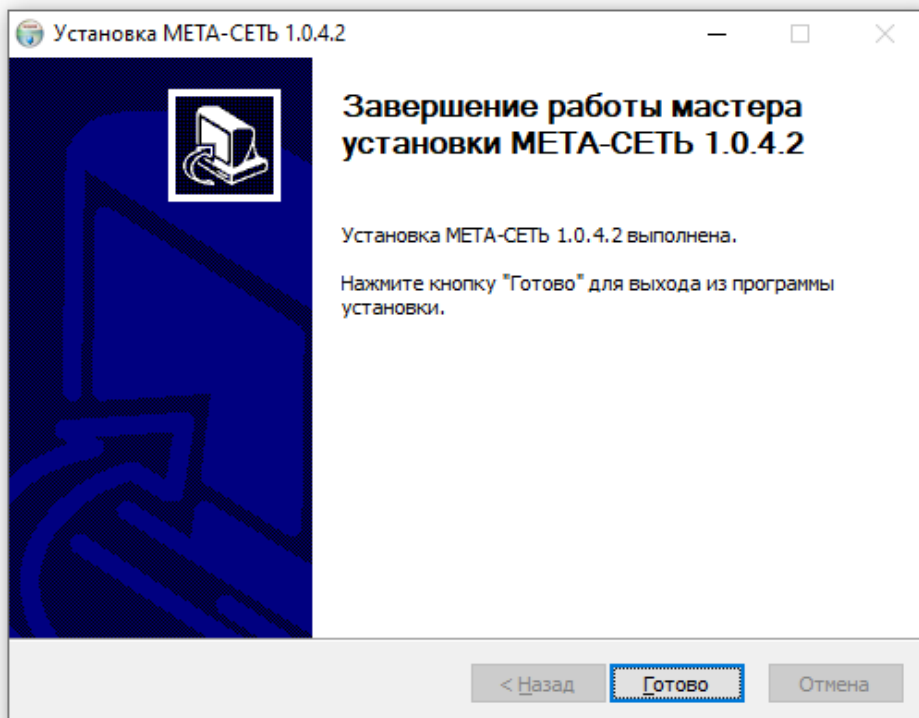 Установка МЕТА-СЕТЬ 1.0.4.2
Завершение работы мастера
установки МЕТА-СЕТЬ 1.0.4.2
Установка МЕТА-СЕТЬ 1.0.4.2 выполнена.
Нажмите кнопку "Готово" для выхода из программы
установки.
< Назад Готово Отмена